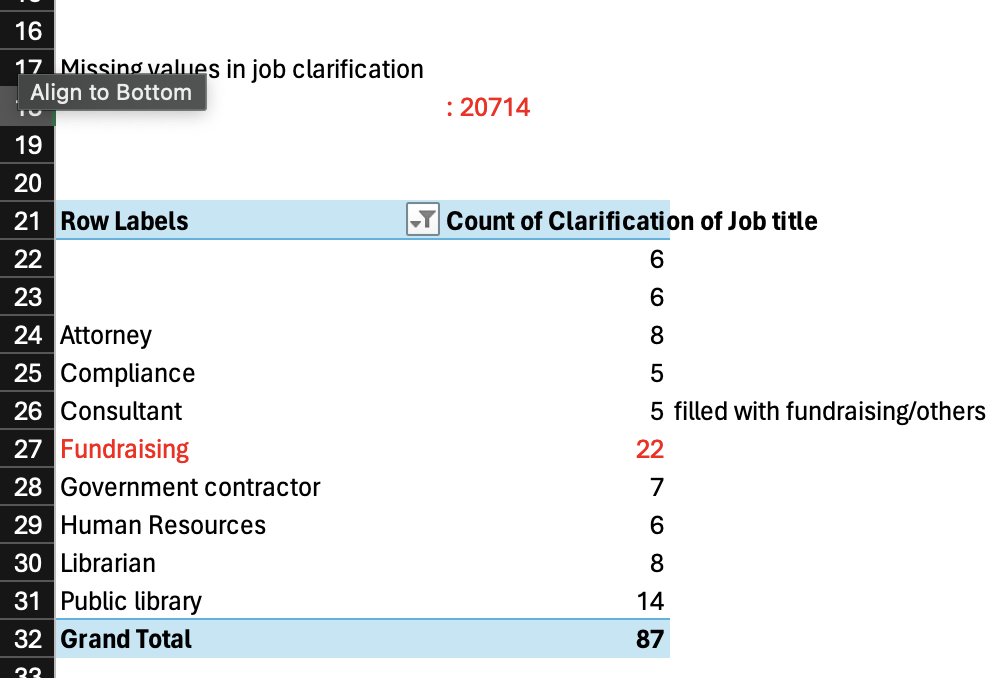 16
17 Missing values in job clarification
Align to Bottom
: 20714
19
20
21 Row Labels Count of Clarification of Job title
22 6
23 6
24 Attorney 8
25 Compliance 5
26 Consultant 5 filled with fundraising/others
27 Fundraising 22
28 Government contractor 7
29 Human Resources 6
30 Librarian 8
31 Public library 14
32 Grand Total 87